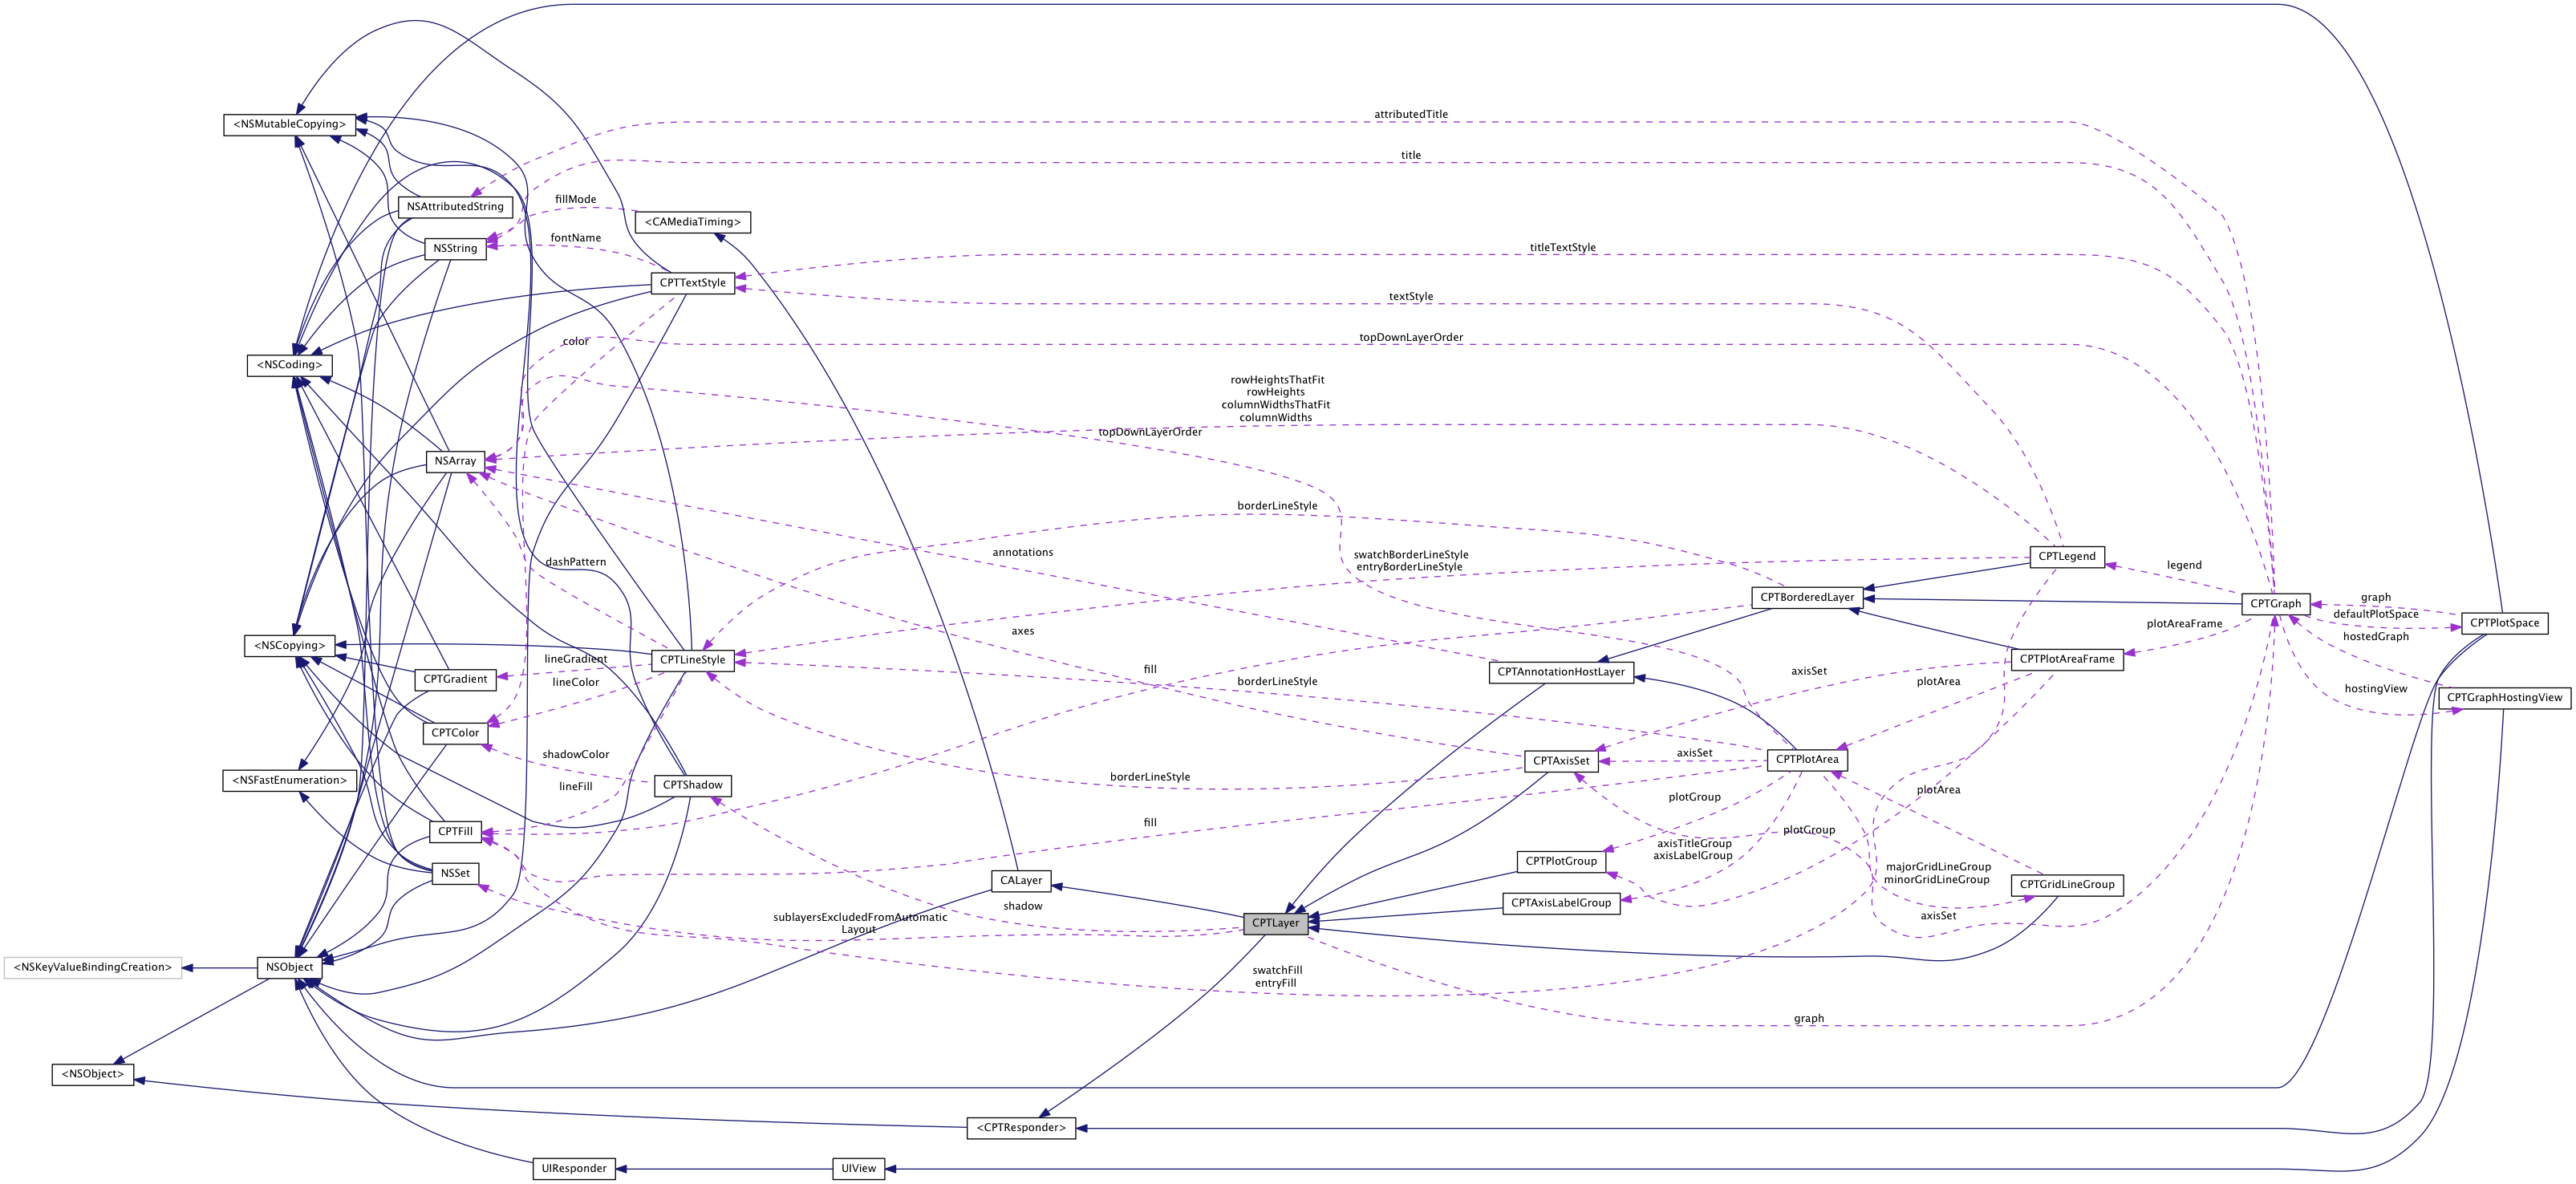 <NSMutableCopying>
attributedTitle
title
NSAttributedString
fillMode
<CAMediaTiming>
NSString
fontName
titleTextStyle
CPTTextStyle
textStyle
color
topDownLayerOrder
<NSCoding>
rowHeightsThatFit
rowHeights
columnWidthsThatFit
columnWidths
topDownLayerOrder
NSArray
borderLineStyle
annotations
swatchBorderLineStyle
entryBorderLineStyle
dashPattern
CPTLegend
legend
CPTBorderedLayer
CPTGraph
graph
defaultPlotSpace
CPTPlotSpace
plotAreaFrame
hostedGraph
axes
<NSCopying>
lineGradient
CPTLineStyle
fill
CPTPlotAreaFrame
CPTGradient
lineColor
borderLineStyle
CPTAnnotationHostLayer
axisSet
plotArea
hostingView
CPTGraphHostingView
CPTColor
shadowColor
axisSet
CPTAxisSet
CPTPlotArea
<NSFastEnumeration>
lineFill
CPTShadow
borderLineStyle
plotGroup
plotArea
CPTFill
fill
plotGroup
axisTitleGroup
axisLabelGroup
CPTPlotGroup
NSSet
CALayer
majorGridLineGroup
minorGridLineGroup
CPTGridLineGroup
CPTAxisLabelGroup
shadow
sublayersExcludedFromAutomatic
Layout
CPTLayer
axisSet
<NSKeyValueBindingCreation>
NSObject
swatchFill
entryFill
graph
<NSObject>
<CPTResponder>
UIResponder
UIView